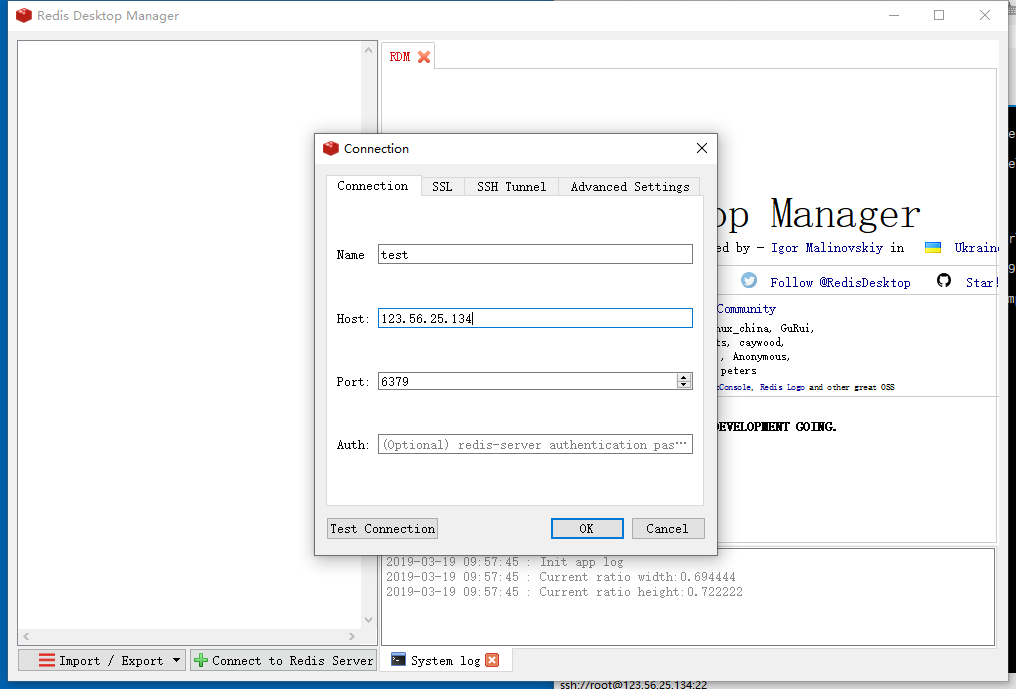 Redis Desktop Manager
RDM
Connection
Connection SSL SSH Tunnel Advanced Settings
Name test
Host: 123.56.25.134
Port: 6379
Auth: (Optional) redis-server authentication pas…
Test Connection OK Cancel
op Manager
ed by - Igor Malinovskiy in Ukrain
Follow @RedisDesktop Star!
Community
nux_china, GuRui,
ts, caywood,
, Anonymous,
peters
Console, Redis Logo and other great OSS
DEVELOPMENT GOING.
2019-03-19 09:57:45 : Init app log
2019-03-19 09:57:45 : Current ratio width:0.694444
2019-03-19 09:57:45 : Current ratio height:0.722222
Import / Export Connect to Redis Server System log
ssh://root@123.56.25.134:22